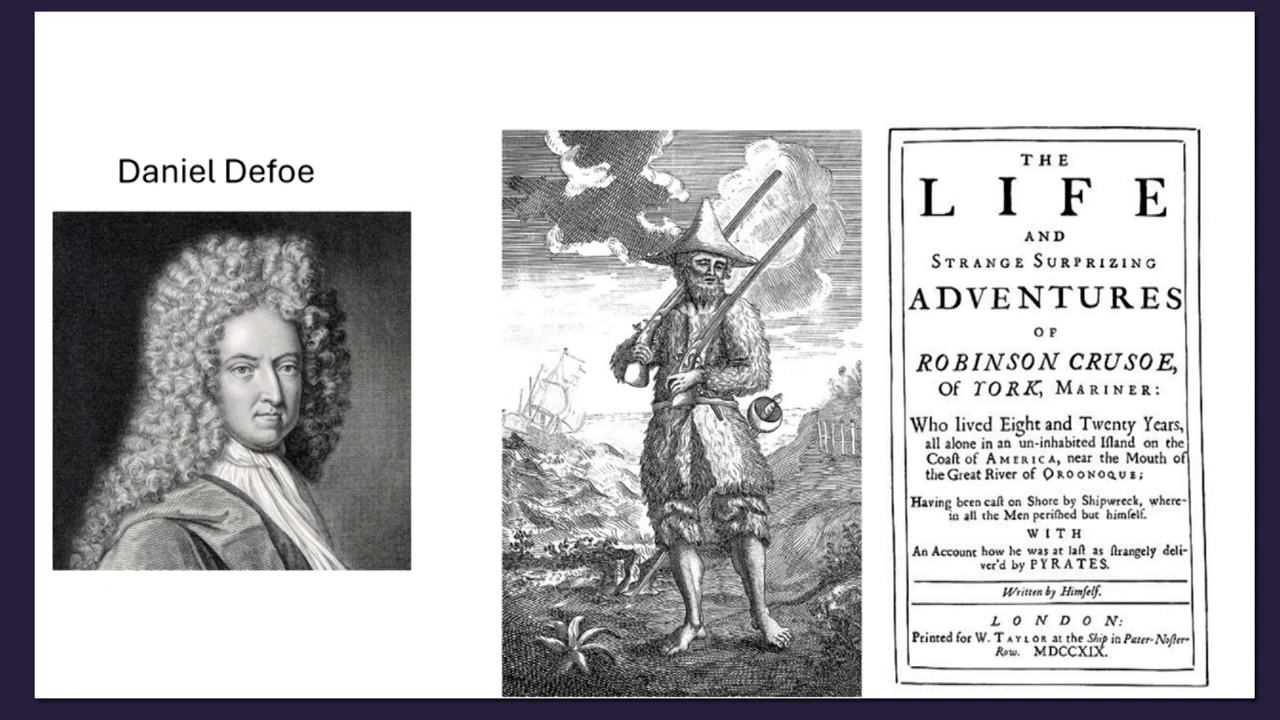 Daniel Defoe
THE
LIFE
AND
STRANGE SURPRIZING
ADVENTURES
OF
ROBINSON CRUSOE,
Of YORK, MARINER:
Who lived Eight and Twenty Years,
all alone in an un-inhabited Iſland on the
Coaſt of AMERICA, near the Mouth of
the Great River of OROONOQUE;
Having been caſt on Shore by Shipwreck, where-
in all the Men periſhed but himſelf.
WITH
An Account how he was at laſt as ſtrangely deli-
ver'd by PYRATES.
Written by Himſelf.
LONDON:
Printed for W. TAYLOR at the Ship in Pater-Noſter-
Row. MDCCXIX.